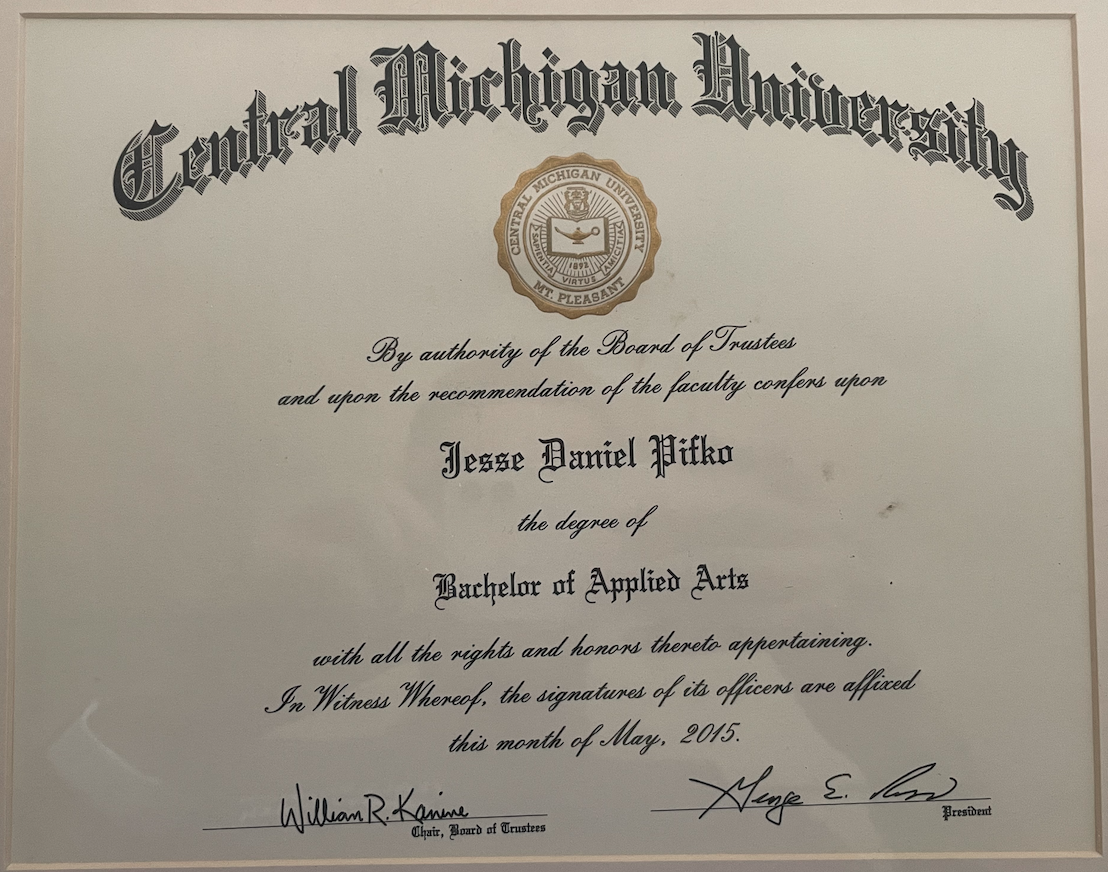 Central Michigan University
CENTRAL MICHIGAN UNIVERSITY
SAPIENTIA VIRTUS AMICITIA
1892
MT. PLEASANT
By authority of the Board of Trustees
and upon the recommendation of the faculty confers upon
Jesse Daniel Pifko
the degree of
Bachelor of Applied Arts
with all the rights and honors thereto appertaining.
In Witness Whereof, the signatures of its officers are affixed
this month of May, 2015.
William R. Kanine
Chair, Board of Trustees
George E. Ross
President